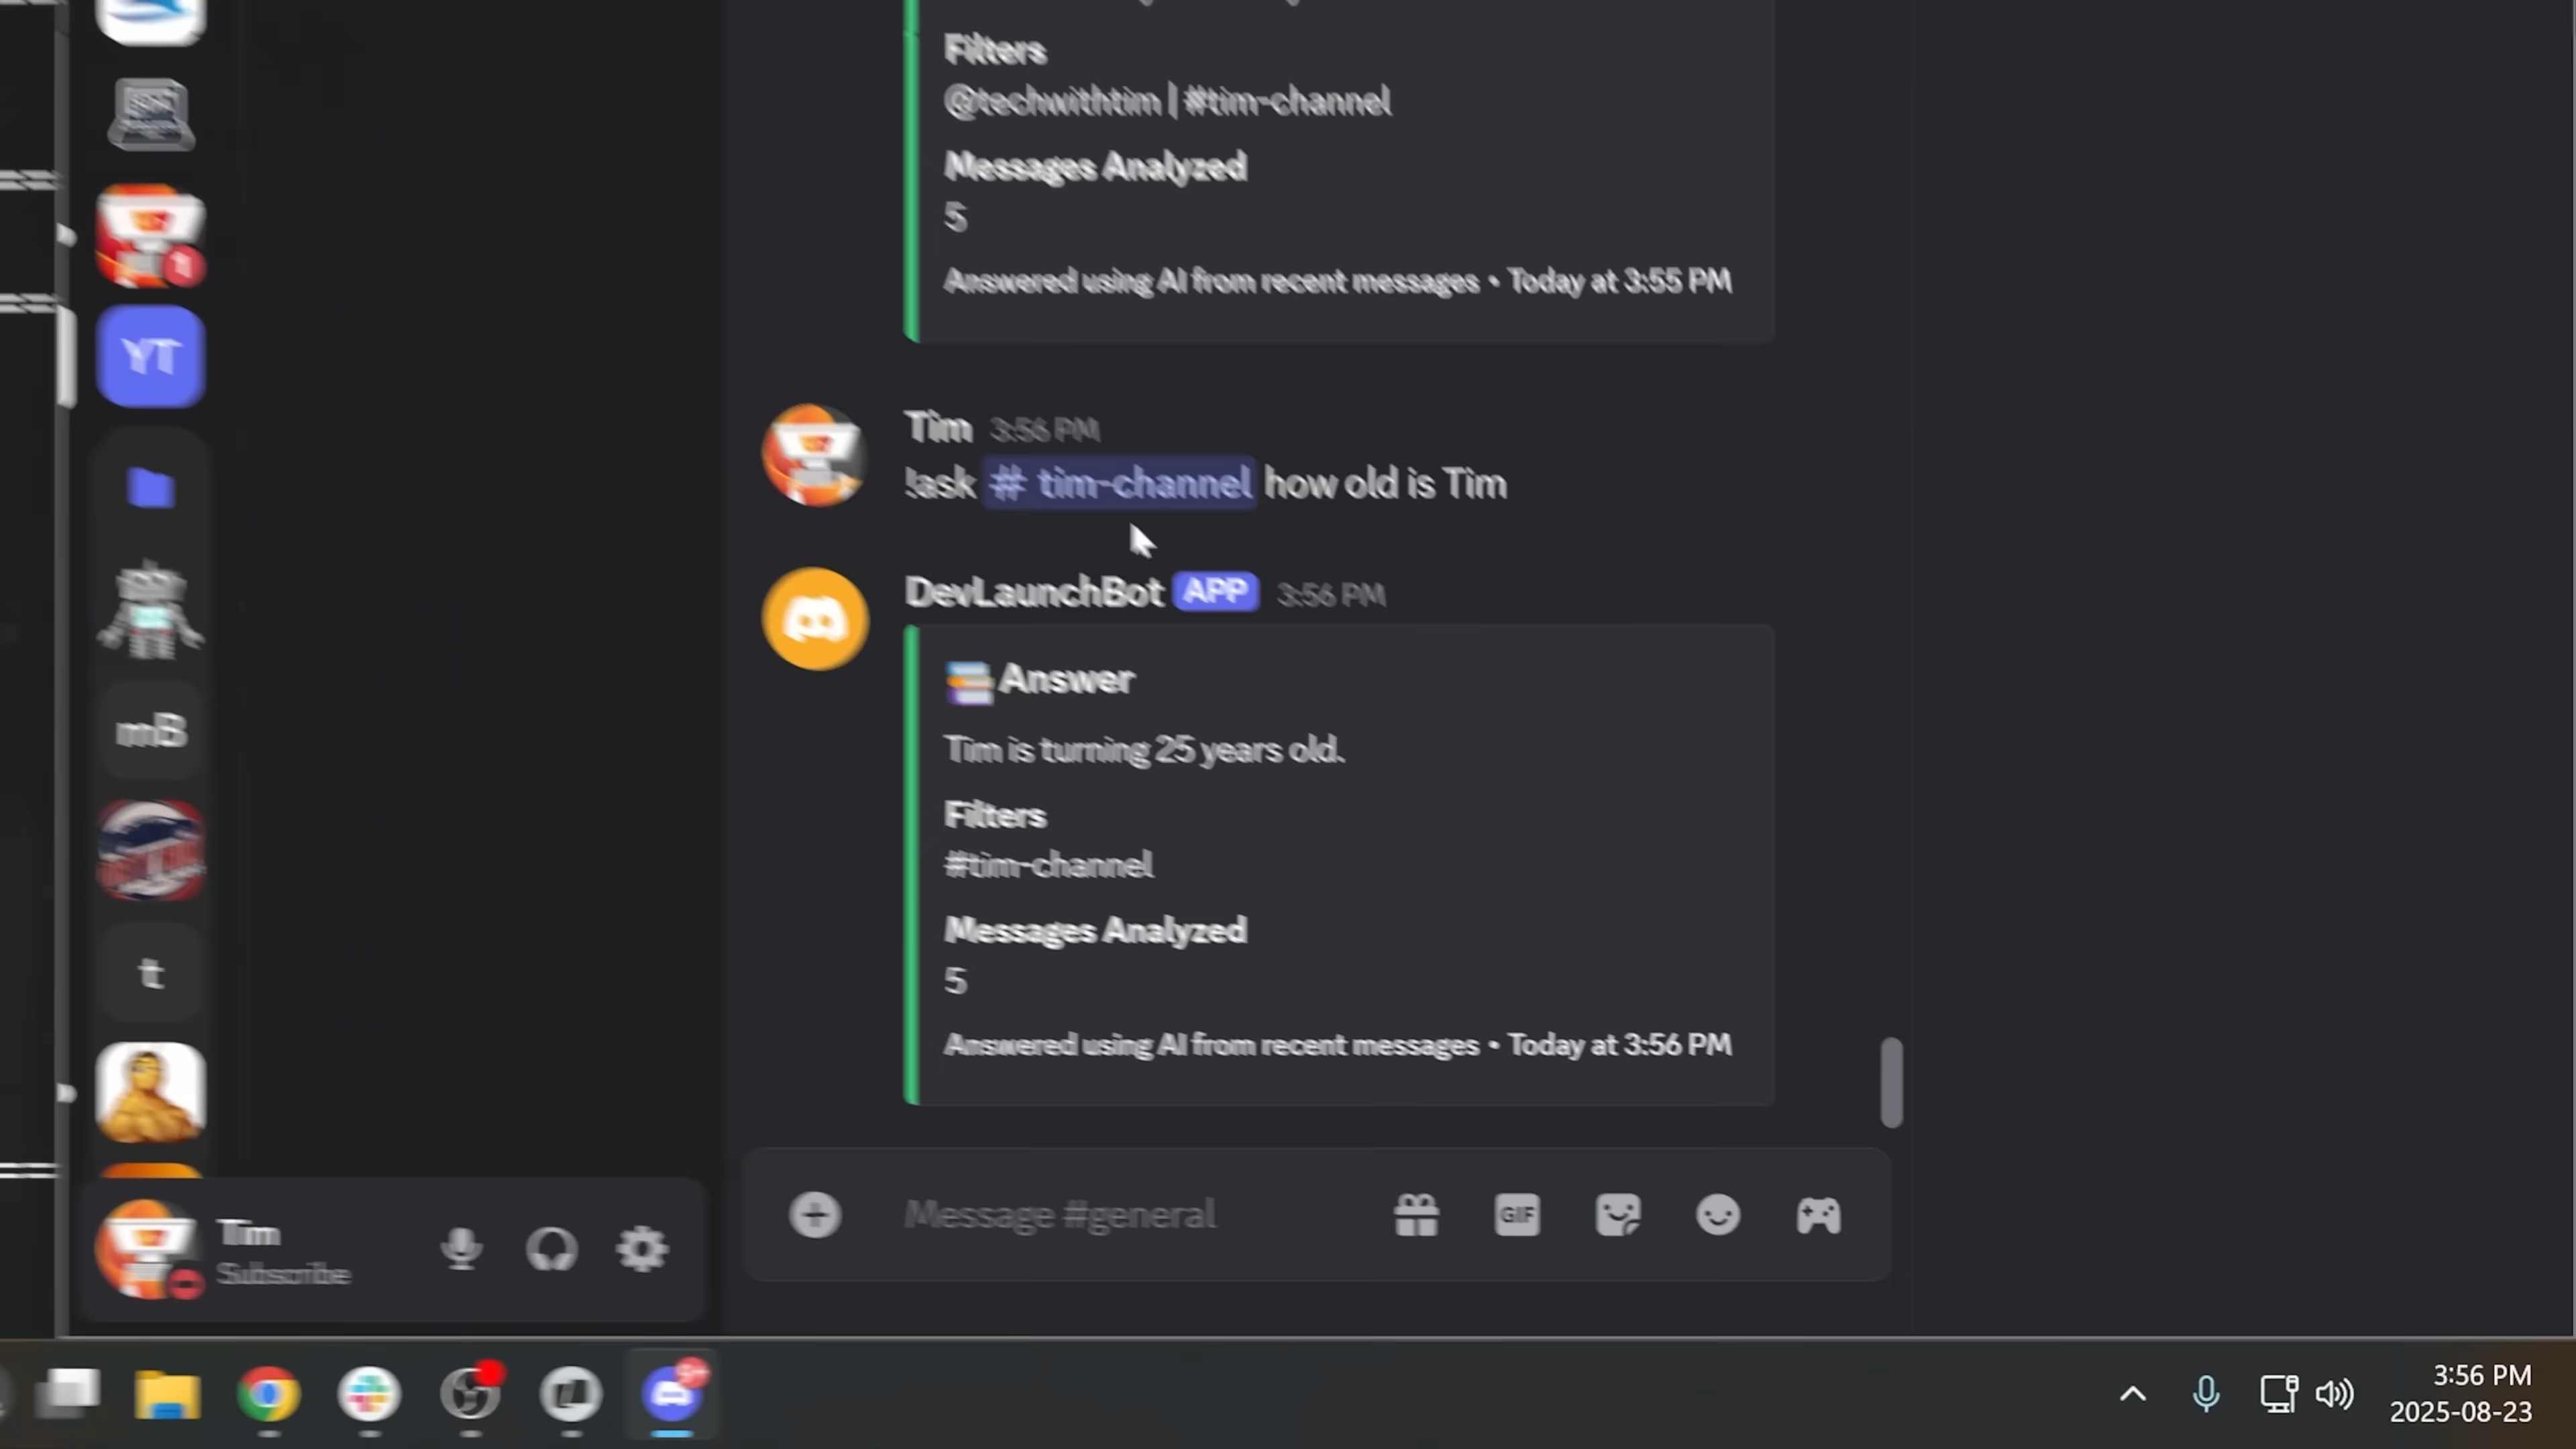 Filters
@techwithtim | #tim-channel
Messages Analyzed
5
Answered using AI from recent messages • Today at 3:55 PM
YT
Tim 3:56 PM
!ask # tim-channel how old is Tim
DevLaunchBot APP 3:56 PM
Answer
Tim is turning 25 years old.
Filters
#tim-channel
mB
Messages Analyzed
5
t
Answered using AI from recent messages • Today at 3:56 PM
Message #general
GIF
Tim
Subscribe
9+
3:56 PM
2025-08-23